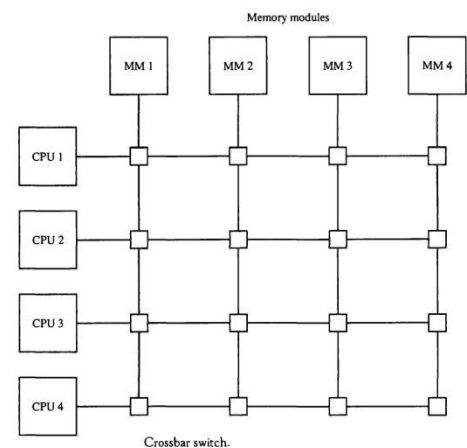 Memory modules
MM 1 MM 2 MM 3 MM 4
CPU 1
CPU 2
CPU 3
CPU 4
Crossbar switch.